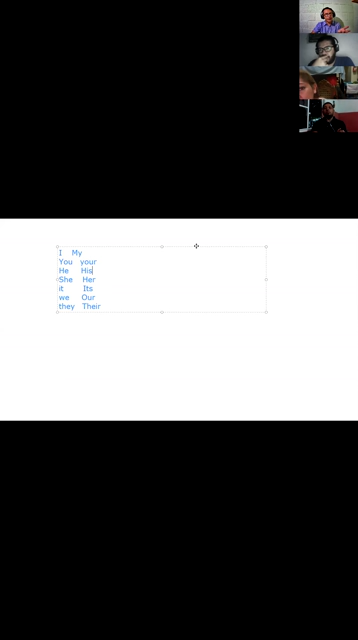 I My
You your
He His
She Her
it Its
we Our
they Their